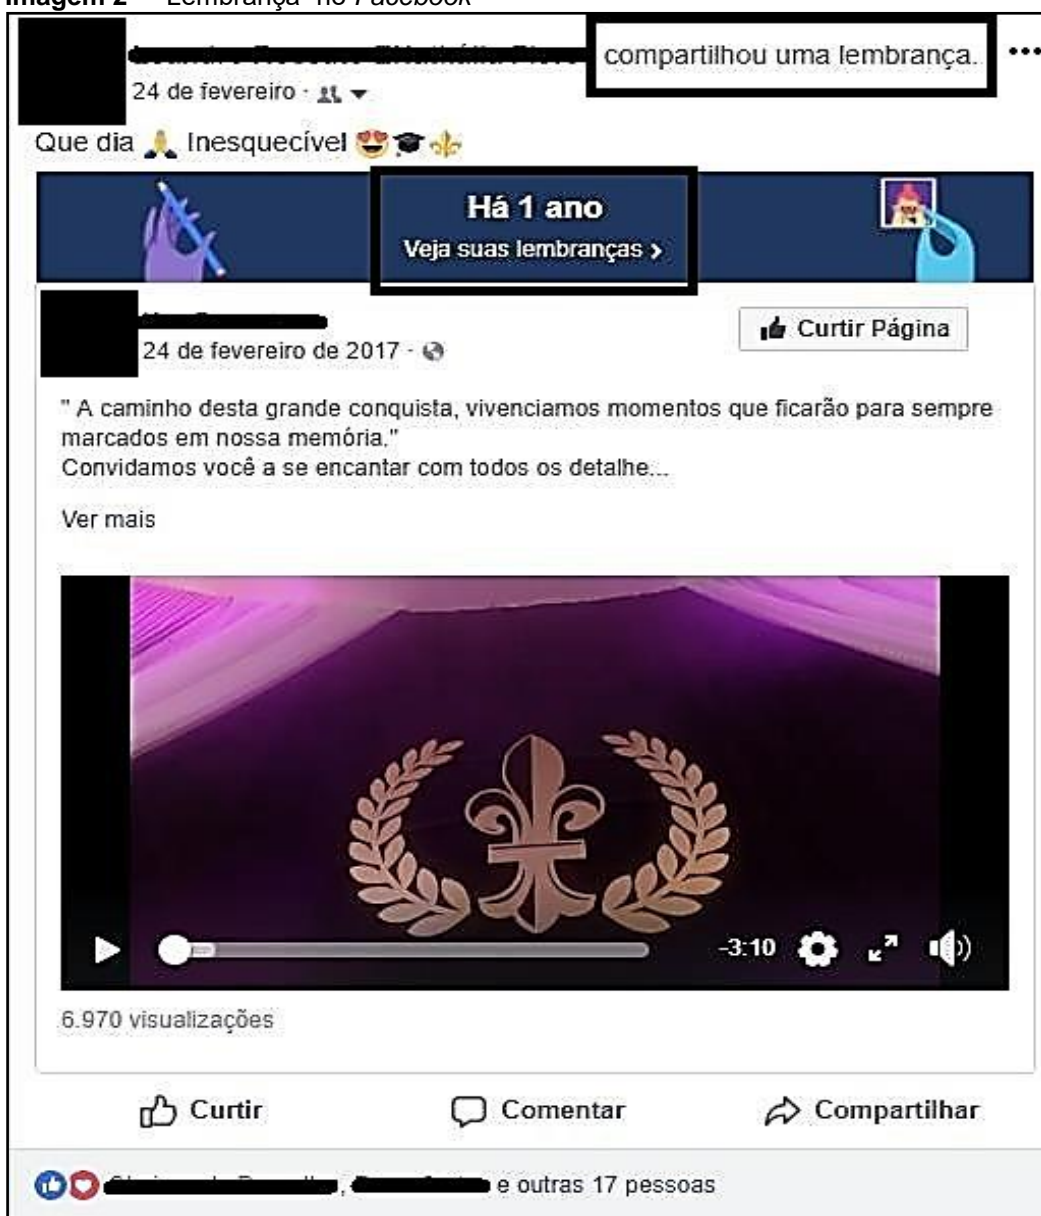 Imagem 2 "Lembrança" no Facebook
compartilhou uma lembrança.
24 de fevereiro ·
Que dia 🙏 Inesquecível 😍🎓⚜️
Há 1 ano
Veja suas lembranças >
24 de fevereiro de 2017 ·
Curtir Página
" A caminho desta grande conquista, vivenciamos momentos que ficarão para sempre
marcados em nossa memória."
Convidamos você a se encantar com todos os detalhe...
Ver mais
-3:10
6.970 visualizações
Curtir
Comentar
Compartilhar
, e outras 17 pessoas